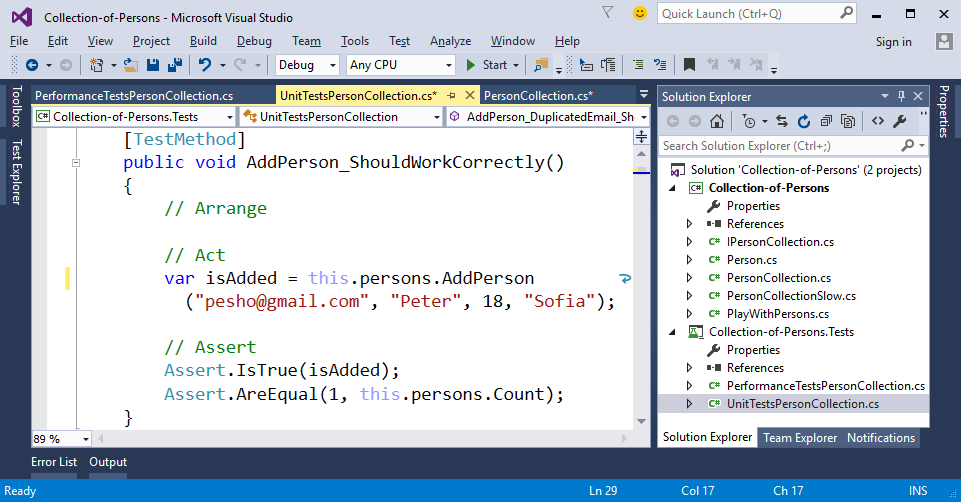 Collection-of-Persons - Microsoft Visual Studio
Quick Launch (Ctrl+Q)
File Edit View Project Build Debug Team Tools Test Analyze Window Help
Sign in
Debug Any CPU Start
Toolbox
Test Explorer
PerformanceTestsPersonCollection.cs UnitTestsPersonCollection.cs* PersonCollection.cs*
Collection-of-Persons.Tests UnitTestsPersonCollection AddPerson_DuplicatedEmail_Sh
[TestMethod]
public void AddPerson_ShouldWorkCorrectly()
{
// Arrange
// Act
var isAdded = this.persons.AddPerson
("pesho@gmail.com", "Peter", 18, "Sofia");
// Assert
Assert.IsTrue(isAdded);
Assert.AreEqual(1, this.persons.Count);
}
89 %
Solution Explorer
Search Solution Explorer (Ctrl+;)
Solution 'Collection-of-Persons' (2 projects)
C# Collection-of-Persons
Properties
References
C# IPersonCollection.cs
C# Person.cs
C# PersonCollection.cs
C# PersonCollectionSlow.cs
C# PlayWithPersons.cs
Collection-of-Persons.Tests
Properties
References
C# PerformanceTestsPersonCollection.cs
C# UnitTestsPersonCollection.cs
Solution Explorer Team Explorer Notifications
Properties
Error List Output
Ready Ln 29 Col 17 Ch 17 INS